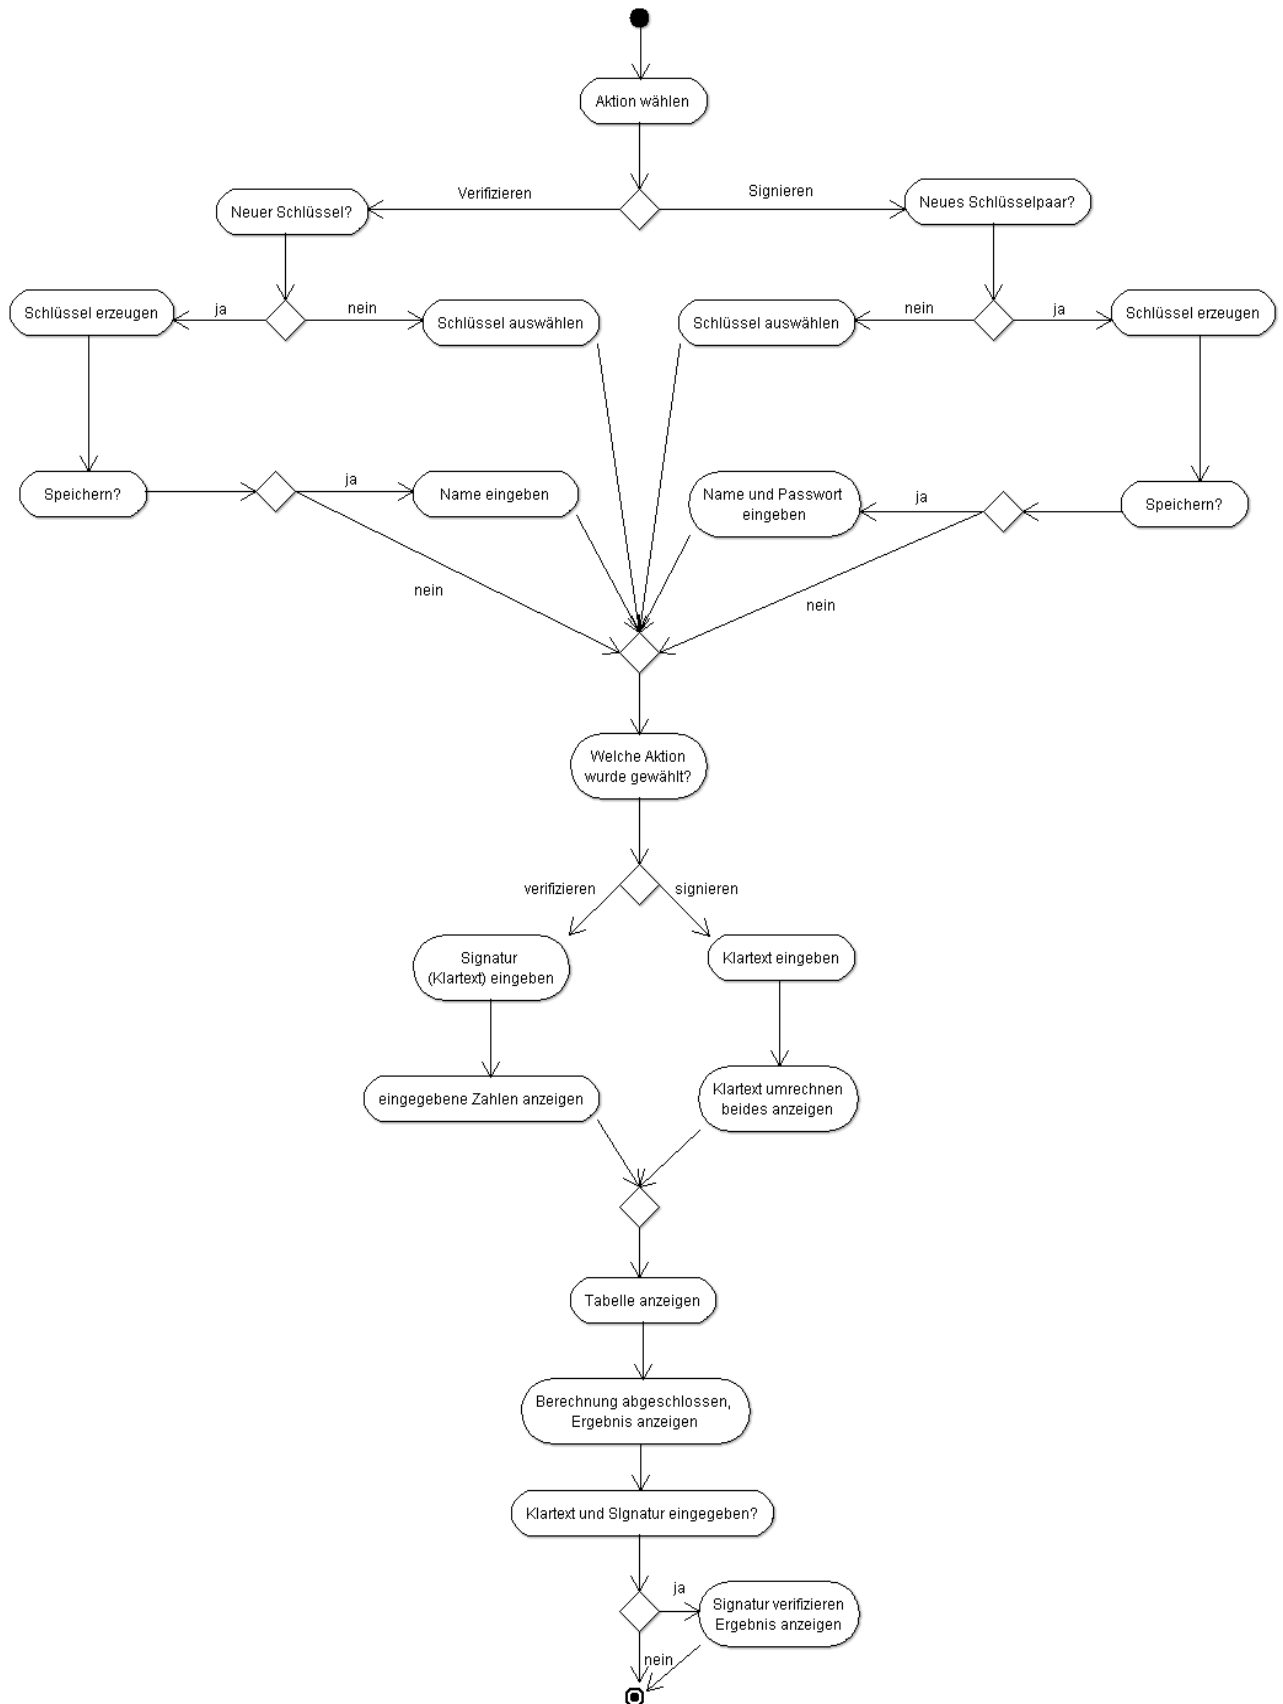 Aktion wählen
Verifizieren
Signieren
Neuer Schlüssel?
Neues Schlüsselpaar?
Schlüssel erzeugen
ja
nein
Schlüssel auswählen
Schlüssel auswählen
nein
ja
Schlüssel erzeugen
Speichern?
ja
Name eingeben
Name und Passwort
eingeben
ja
Speichern?
nein
nein
Welche Aktion
wurde gewählt?
verifizieren
signieren
Signatur
(Klartext) eingeben
Klartext eingeben
eingegebene Zahlen anzeigen
Klartext umrechnen
beides anzeigen
Tabelle anzeigen
Berechnung abgeschlossen,
Ergebnis anzeigen
Klartext und SIgnatur eingegeben?
ja
Signatur verifizieren
Ergebnis anzeigen
nein